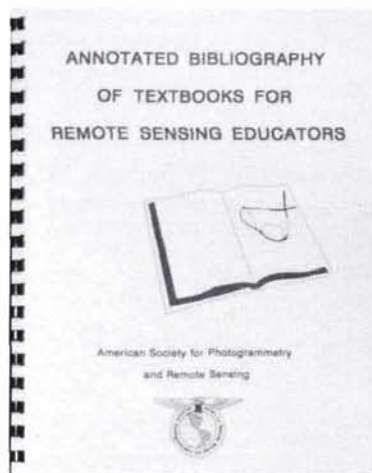 ANNOTATED BIBLIOGRAPHY
OF TEXTBOOKS FOR
REMOTE SENSING EDUCATORS
American Society for Photogrammetry
and Remote Sensing